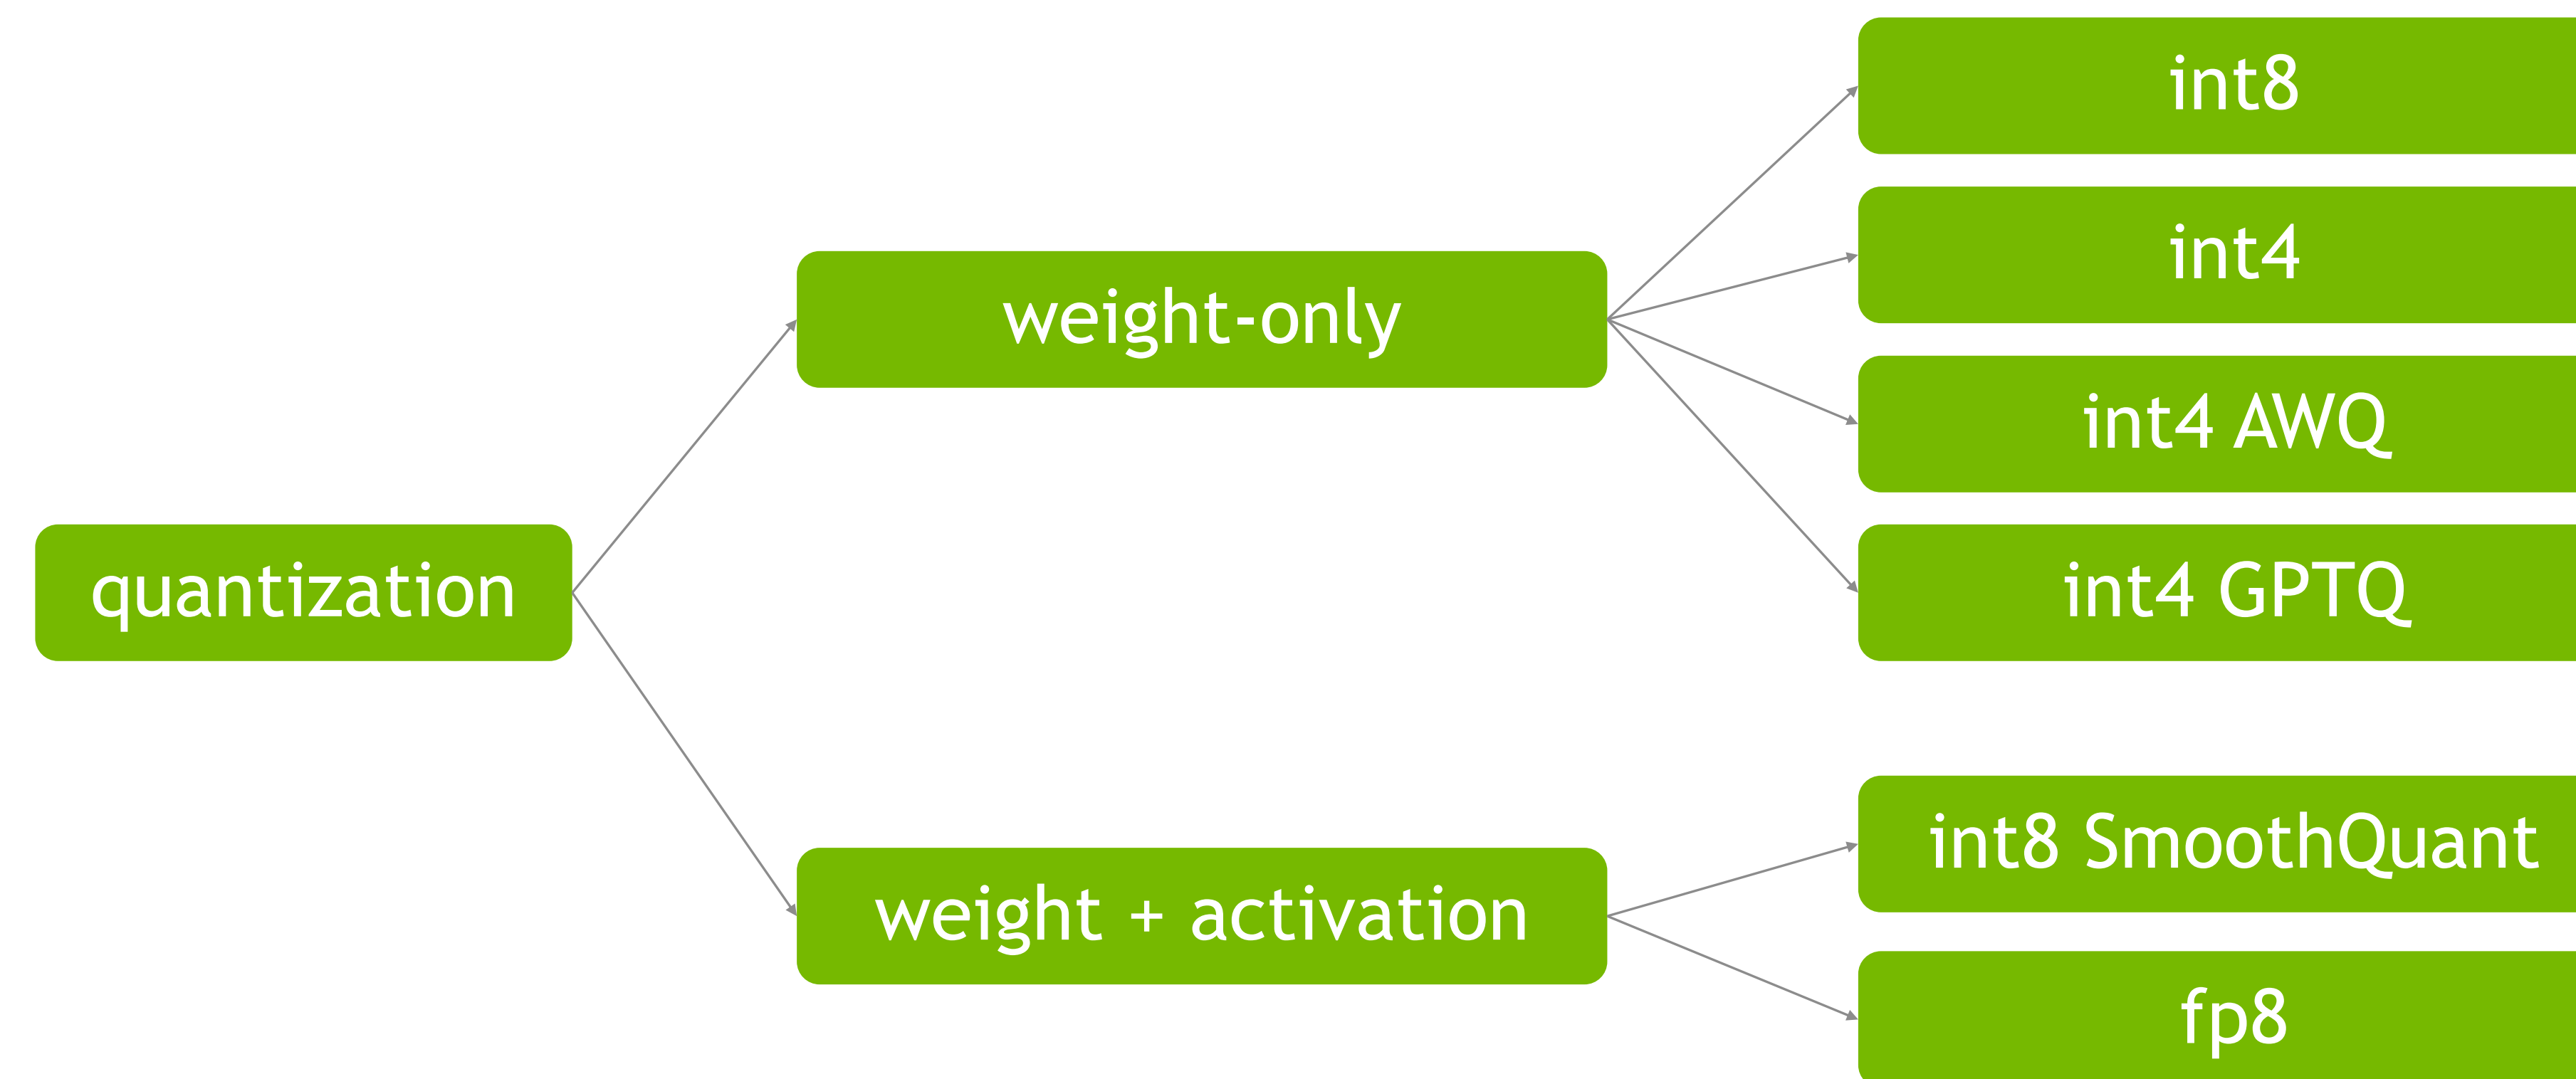 int8
int4
weight-only
int4 AWQ
quantization
int4 GPTQ
int8 SmoothQuant
weight + activation
fp8